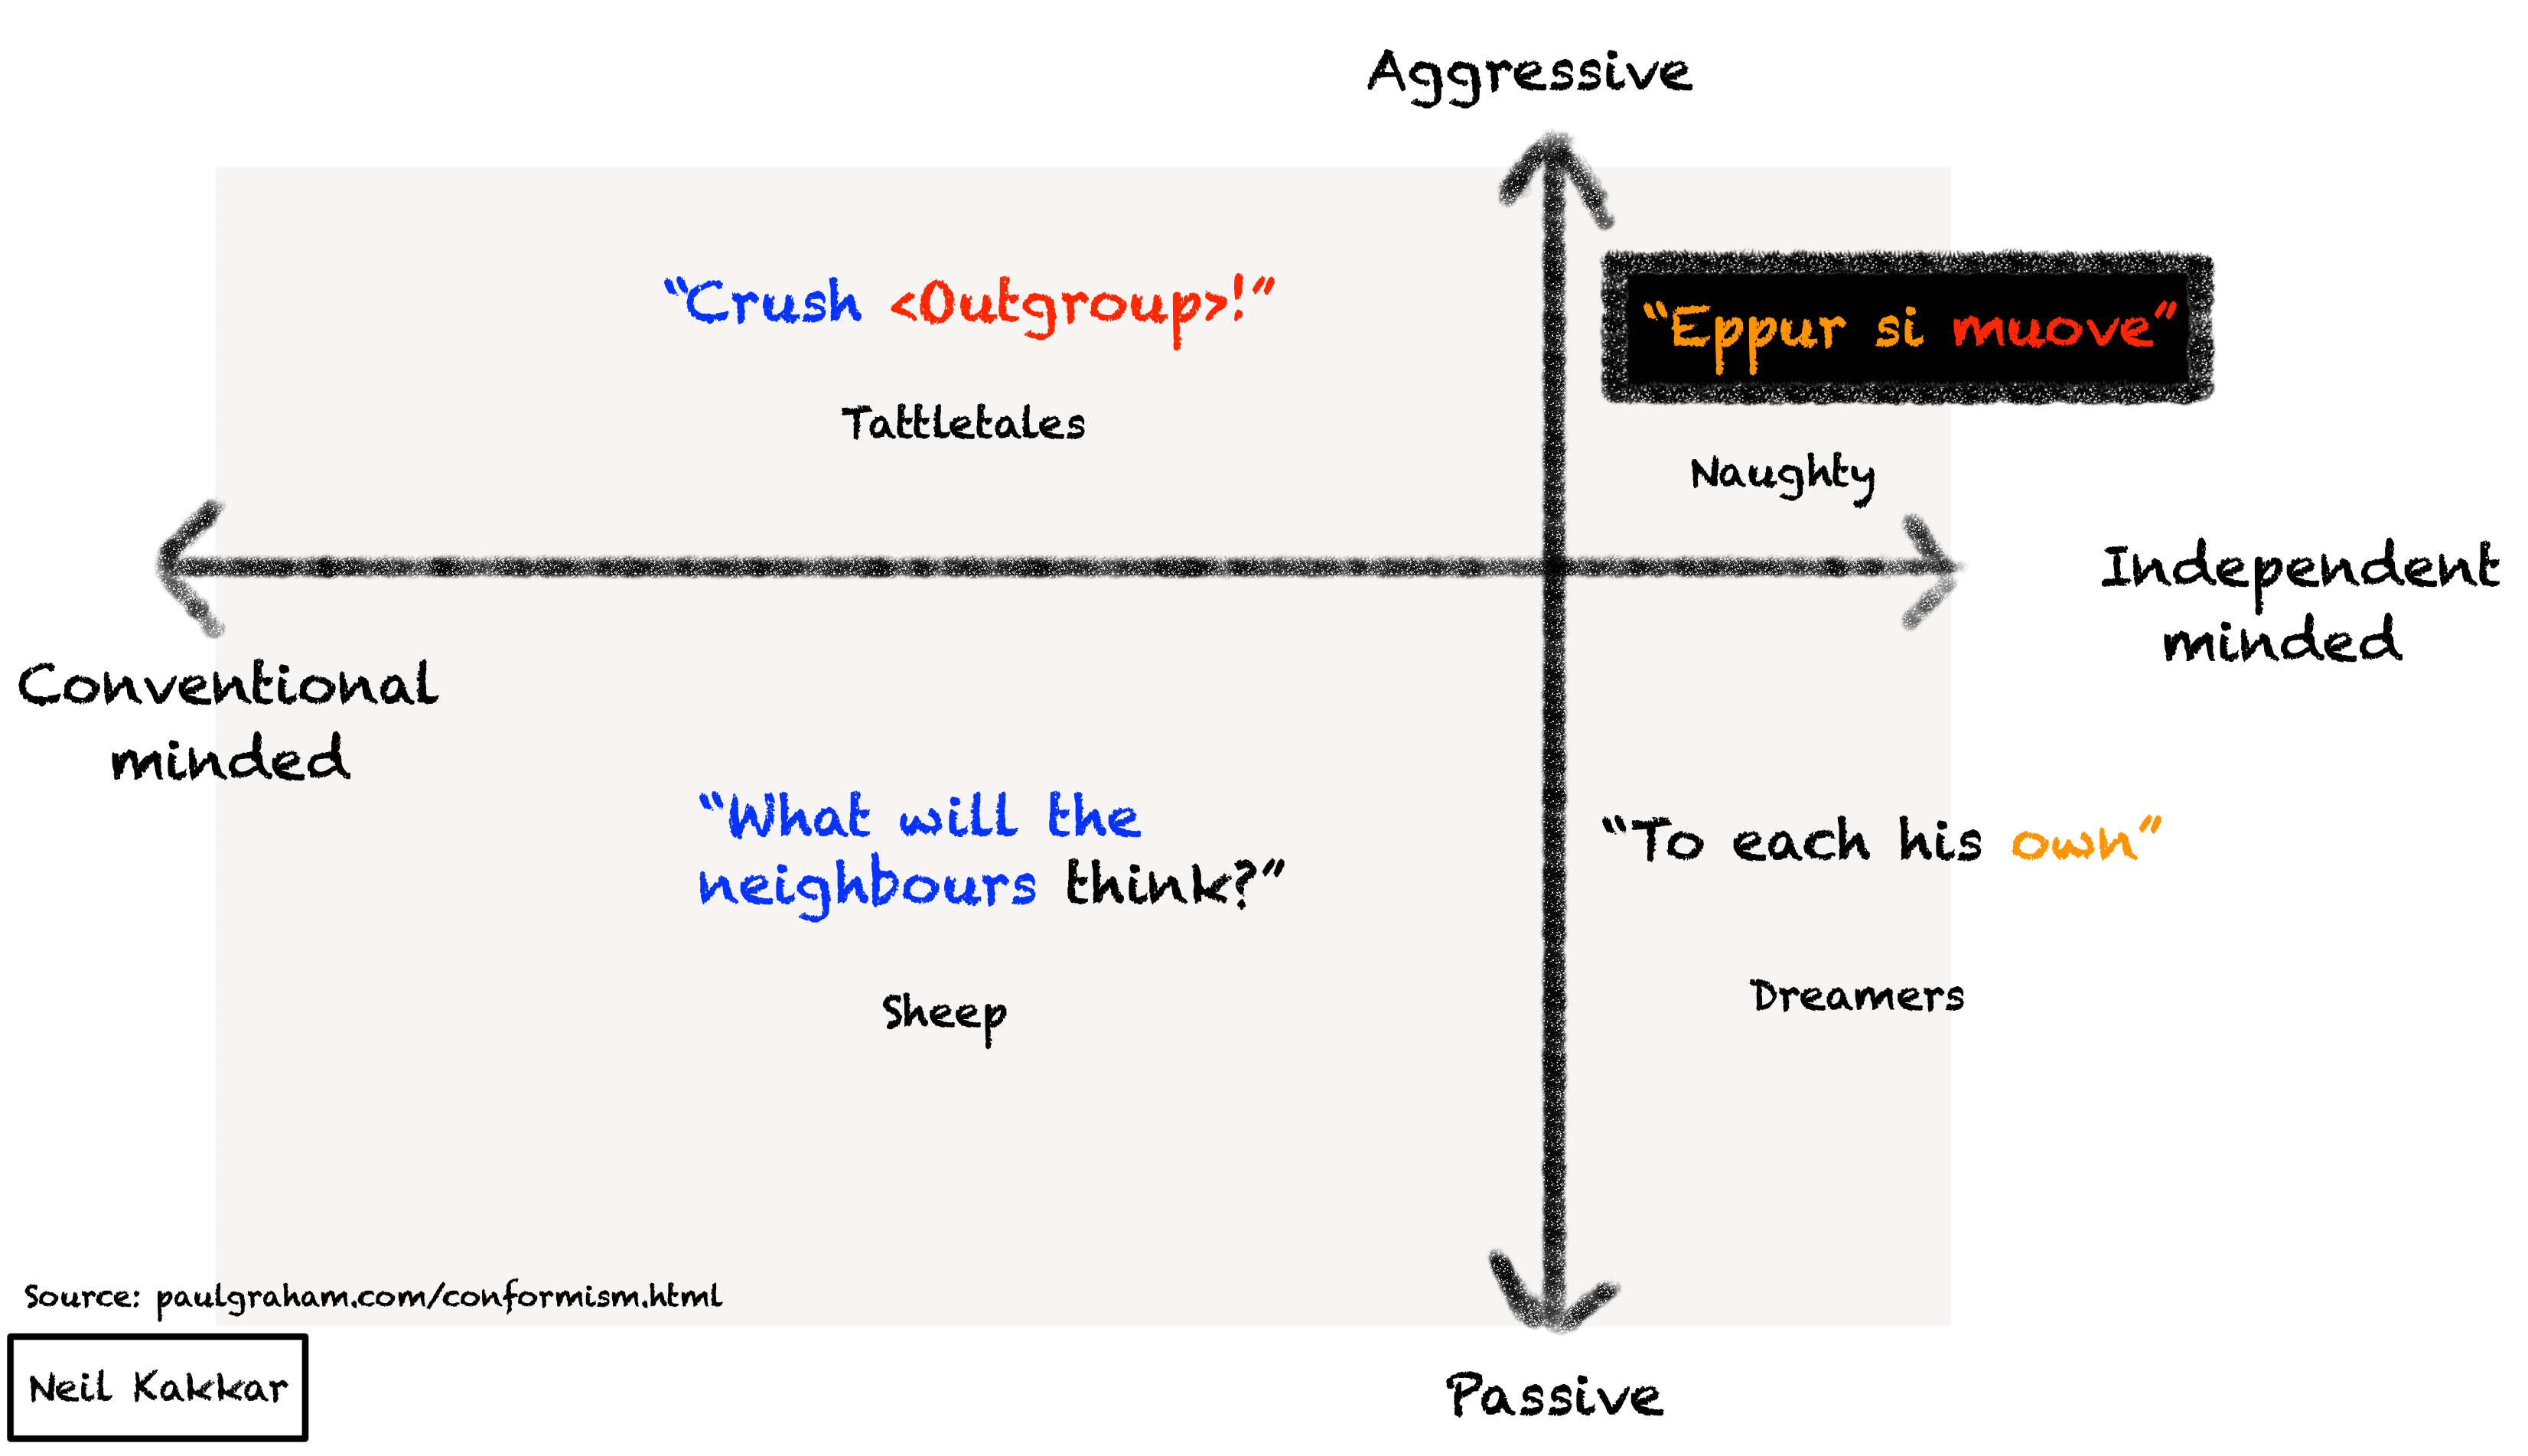 Aggressive
“Crush <Outgroup>!”
“Eppur si muove”
Tattletales
Naughty
Independent
minded
Conventional
minded
“What will the
neighbours think?”
“To each his own”
Sheep
Dreamers
Source: paulgraham.com/conformism.html
Neil Kakkar
Passive